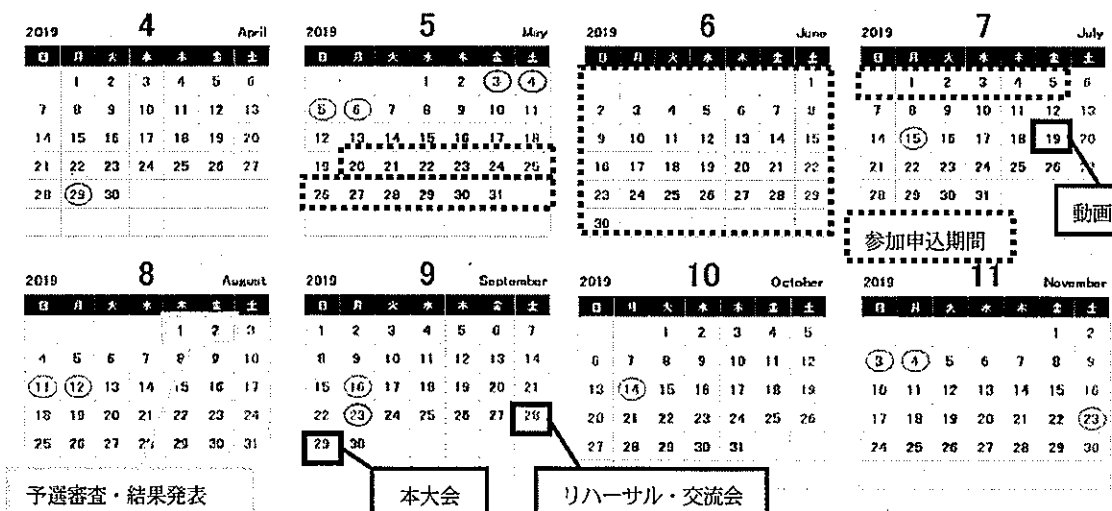 2019 4 April
日 月 火 水 木 金 土
1 2 3 4 5 6
7 8 9 10 11 12 13
14 15 16 17 18 19 20
21 22 23 24 25 26 27
28 29 30
2019 5 May
日 月 火 水 木 金 土
1 2 3 4
5 6 7 8 9 10 11
12 13 14 15 16 17 18
19 20 21 22 23 24 25
26 27 28 29 30 31
2019 6 June
日 月 火 水 木 金 土
1
2 3 4 5 6 7 8
9 10 11 12 13 14 15
16 17 18 19 20 21 22
23 24 25 26 27 28 29
30
2019 7 July
日 月 火 水 木 金 土
1 2 3 4 5 6
7 8 9 10 11 12 13
14 15 16 17 18 19 20
21 22 23 24 25 26
28 29 30 31
動画
参加申込期間
2019 8 August
日 月 火 水 木 金 土
1 2 3
4 5 6 7 8 9 10
11 12 13 14 15 16 17
18 19 20 21 22 23 24
25 26 27 28 29 30 31
予選審査・結果発表
2019 9 September
日 月 火 水 木 金 土
1 2 3 4 5 6 7
8 9 10 11 12 13 14
15 16 17 18 19 20 21
22 23 24 25 26 27 28
29 30
本大会
リハーサル・交流会
2019 10 October
日 月 火 水 木 金 土
1 2 3 4 5
6 7 8 9 10 11 12
13 14 15 16 17 18 19
20 21 22 23 24 25 26
27 28 29 30 31
2019 11 November
日 月 火 水 木 金 土
1 2
3 4 5 6 7 8 9
10 11 12 13 14 15 16
17 18 19 20 21 22 23
24 25 26 27 28 29 30